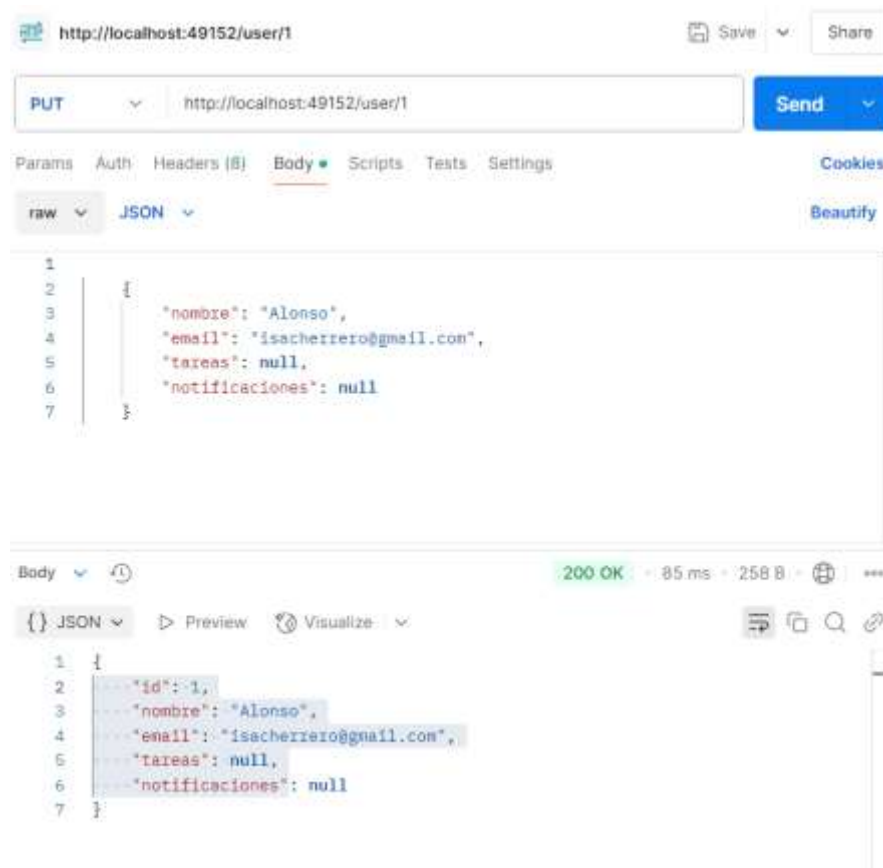 http://localhost:49152/user/1
Save
Share
PUT
http://localhost:49152/user/1
Send
Params Auth Headers (8) Body Scripts Tests Settings Cookies
raw JSON Beautify
1
2 {
3 "nombre": "Alonso",
4 "email": "isacherrero@gmail.com",
5 "tareas": null,
6 "notificaciones": null
7 }
Body 200 OK 85 ms 258 B
{} JSON Preview Visualize
1 {
2 "id": 1,
3 "nombre": "Alonso",
4 "email": "isacherrero@gmail.com",
5 "tareas": null,
6 "notificaciones": null
7 }